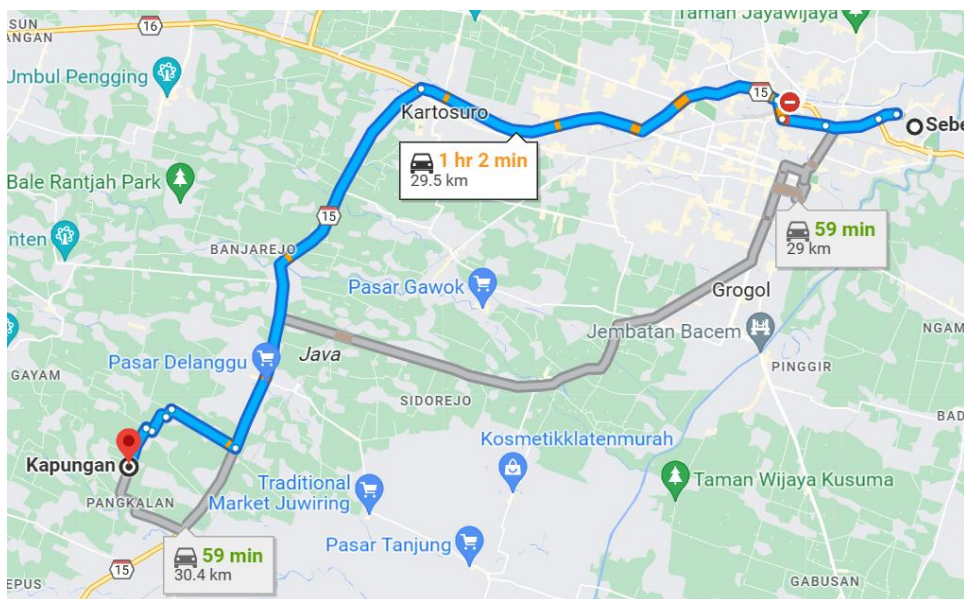 SUN
ANGAN
16
Taman Jayawijaya
Umbul Pengging
15
Kartosuro
Sebe
1 hr 2 min
29.5 km
Bale Rantjah Park
15
59 min
29 km
nten
BANJAREJO
Pasar Gawok
Grogol
Jembatan Bacem
NGAM
Java
Pasar Delanggu
PINGGIR
GAYAM
SIDOREJO
BAD
Kosmetikklatenmurah
Kapungan
PANGKALAN
Traditional
Market Juwiring
Taman Wijaya Kusuma
Pasar Tanjung
59 min
30.4 km
15
EPUS
GABUSAN